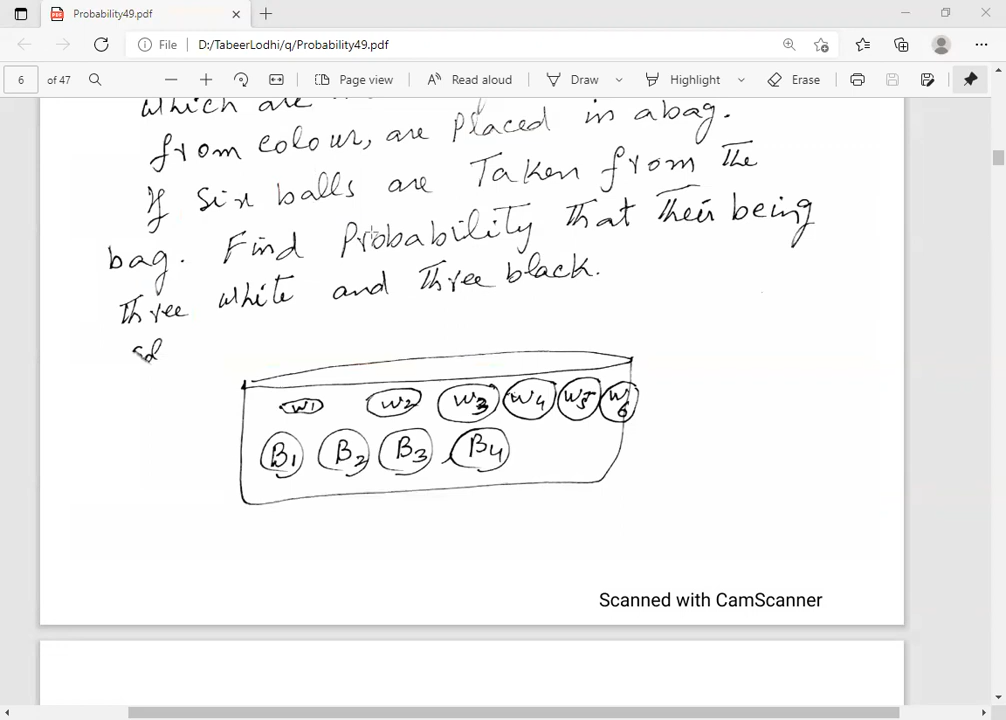 Probability49.pdf
File D:/TabeerLodhi/q/Probability49.pdf
6 of 47 Page view Read aloud Draw Highlight Erase
which are
from colour, are Placed in a bag.
If Six balls are Taken from The
bag. Find Probability That Their being
Three white and Three black.
Sol
W1 W2 W3 W4 W5 W6
B1 B2 B3 B4
Scanned with CamScanner